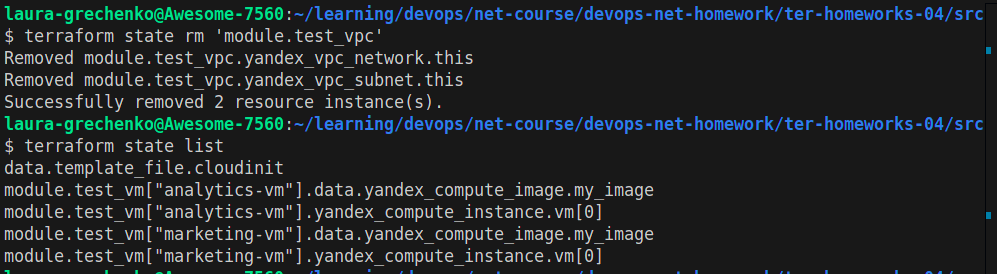 laura-grechenko@Awesome-7560:~/learning/devops/net-course/devops-net-homework/ter-homeworks-04/src
$ terraform state rm 'module.test_vpc'
Removed module.test_vpc.yandex_vpc_network.this
Removed module.test_vpc.yandex_vpc_subnet.this
Successfully removed 2 resource instance(s).
laura-grechenko@Awesome-7560:~/learning/devops/net-course/devops-net-homework/ter-homeworks-04/src
$ terraform state list
data.template_file.cloudinit
module.test_vm["analytics-vm"].data.yandex_compute_image.my_image
module.test_vm["analytics-vm"].yandex_compute_instance.vm[0]
module.test_vm["marketing-vm"].data.yandex_compute_image.my_image
module.test_vm["marketing-vm"].yandex_compute_instance.vm[0]